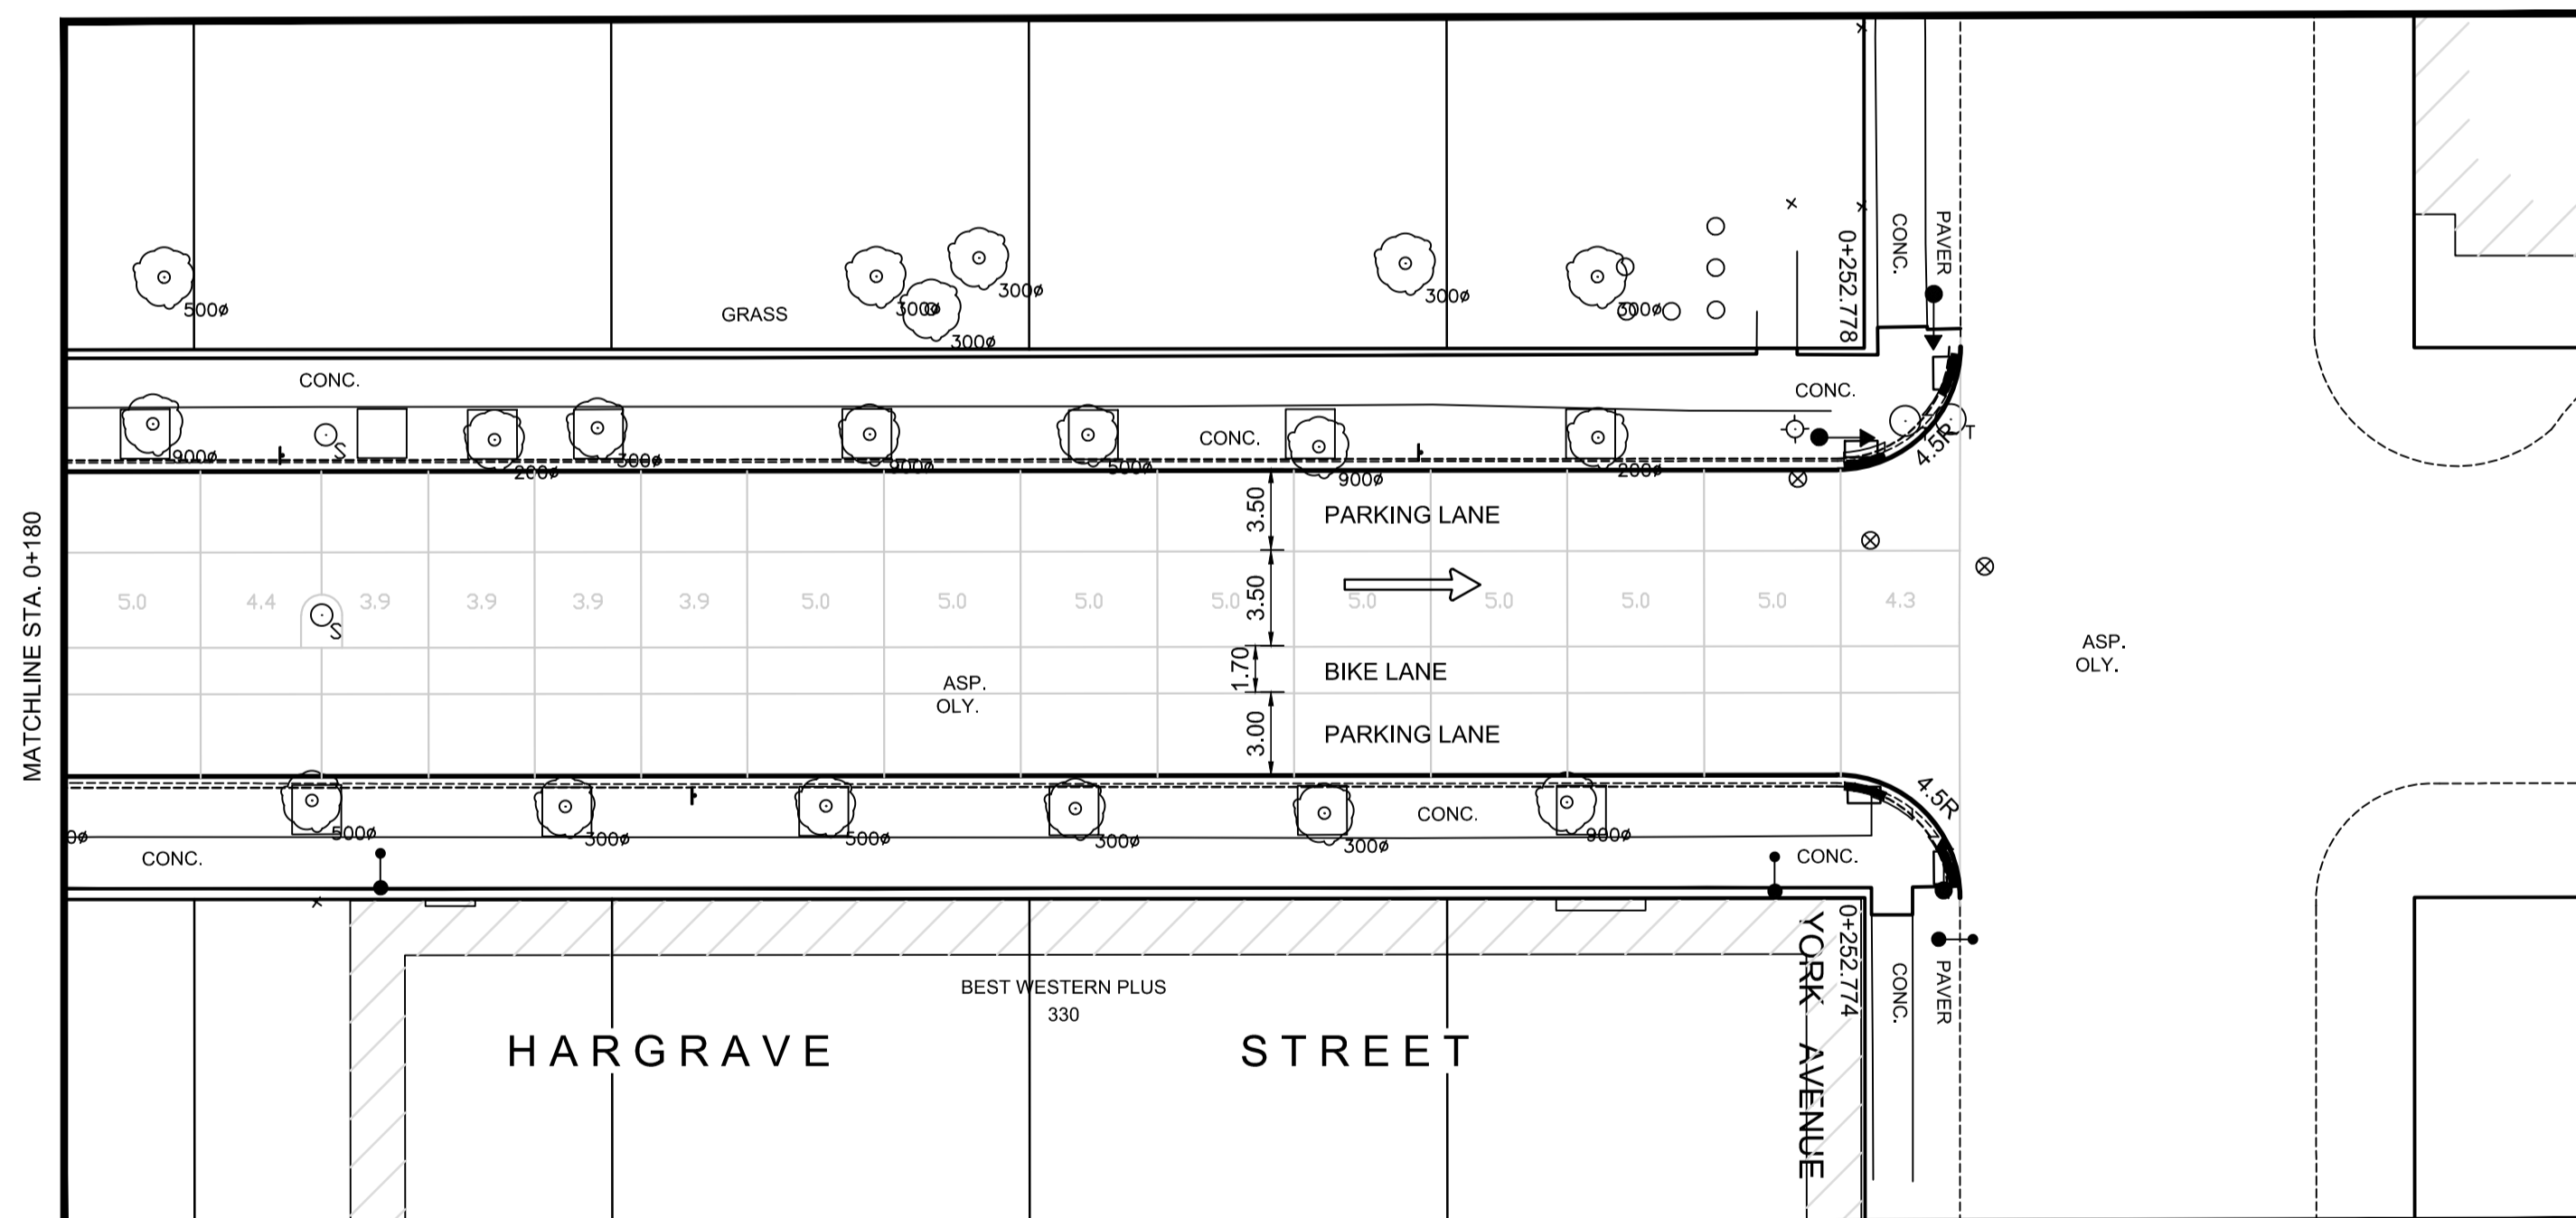 PAVER
CONC.
0+252.778
500ø
300ø
300ø
300ø
300ø
300ø
GRASS
CONC.
CONC.
CONC.
900ø
S
200ø
300ø
900ø
500ø
900ø
200ø
4.5R
T
MATCHLINE STA. 0+180
3.50
PARKING LANE
3.50
5.0 4.4 3.9 3.9 3.9 3.9 5.0 5.0 5.0 5.0 5.0 5.0 5.0 5.0 4.3
S
1.70
BIKE LANE
ASP.
OLY.
ASP.
OLY.
3.00
PARKING LANE
4.5R
CONC.
0ø
500ø
300ø
500ø
300ø
300ø
900ø
CONC.
CONC.
BEST WESTERN PLUS
330
HARGRAVE STREET
YORK AVENUE
0+252.774
CONC.
PAVER